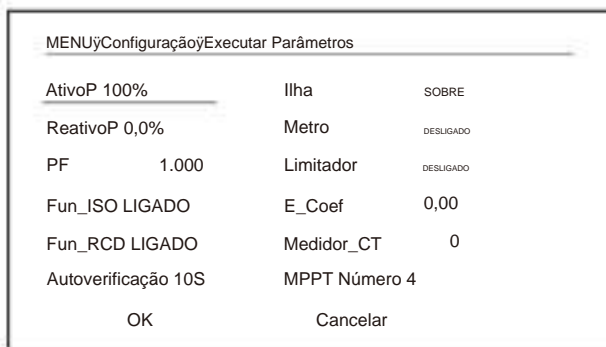 MENUÿConfiguraçãoÿExecutar Parâmetros
AtivoP 100% Ilha SOBRE
ReativoP 0,0% Metro DESLIGADO
PF 1.000 Limitador DESLIGADO
Fun_ISO LIGADO E_Coef 0,00
Fun_RCD LIGADO Medidor_CT 0
Autoverificação 10S MPPT Número 4
OK Cancelar